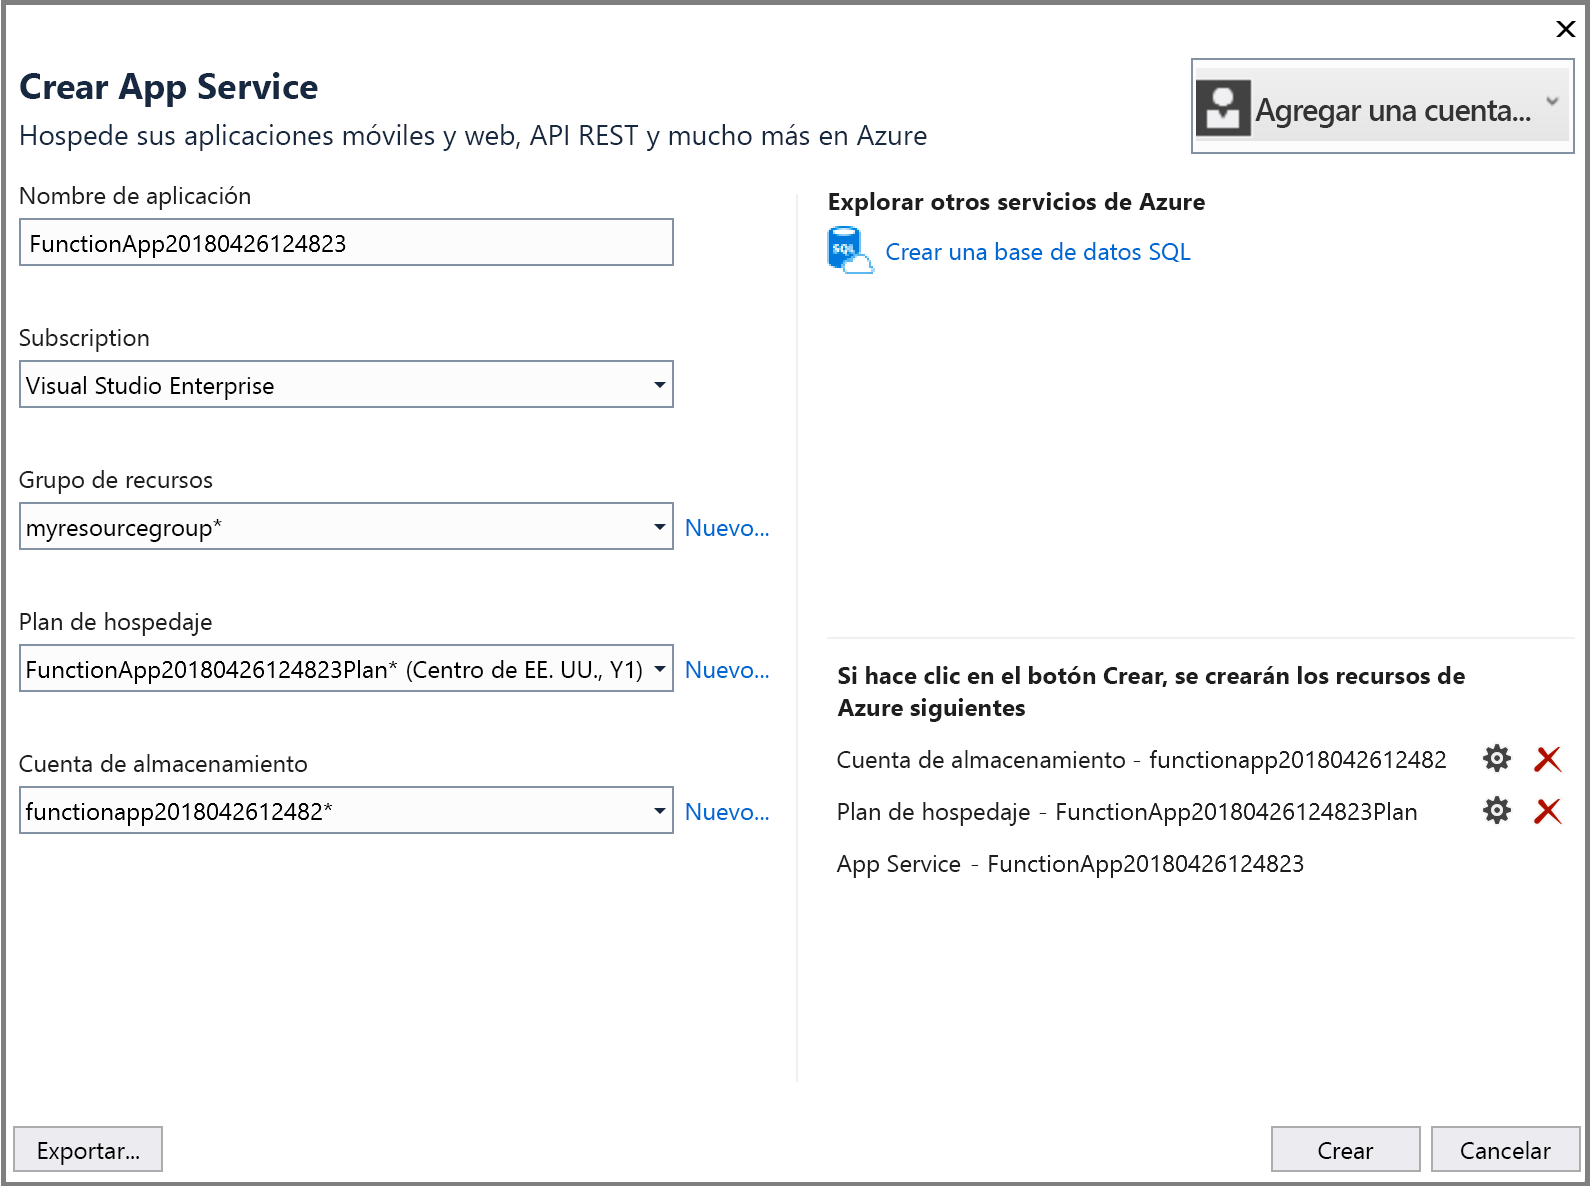 Crear App Service
Hospede sus aplicaciones móviles y web, API REST y mucho más en Azure
Agregar una cuenta...
Nombre de aplicación
FunctionApp20180426124823
Subscription
Visual Studio Enterprise
Grupo de recursos
myresourcegroup*
Nuevo...
Plan de hospedaje
FunctionApp20180426124823Plan* (Centro de EE. UU., Y1)
Nuevo...
Cuenta de almacenamiento
functionapp2018042612482*
Nuevo...
Explorar otros servicios de Azure
SQL
Crear una base de datos SQL
Si hace clic en el botón Crear, se crearán los recursos de
Azure siguientes
Cuenta de almacenamiento - functionapp2018042612482
Plan de hospedaje - FunctionApp20180426124823Plan
App Service - FunctionApp20180426124823
Exportar...
Crear
Cancelar